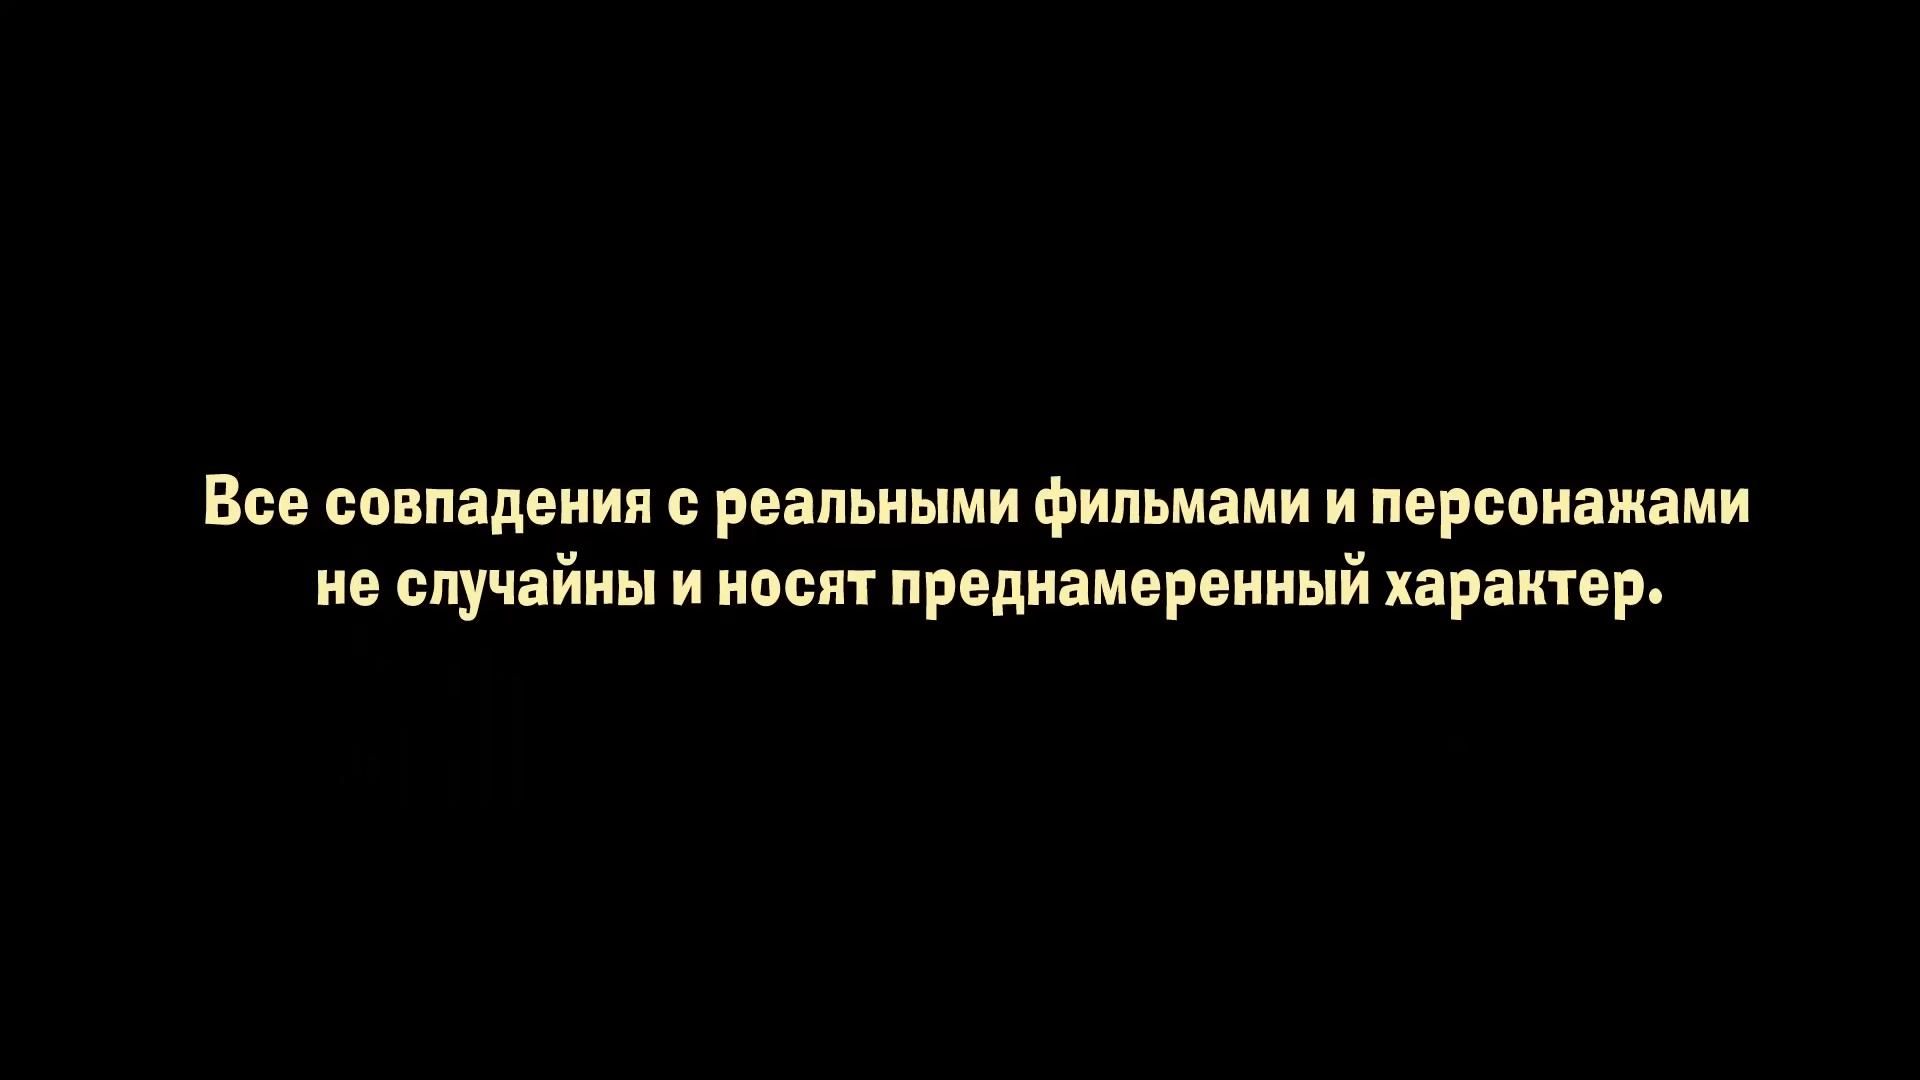 Все совпадения с реальными фильмами и персонажами
не случайны и носят преднамеренный характер.